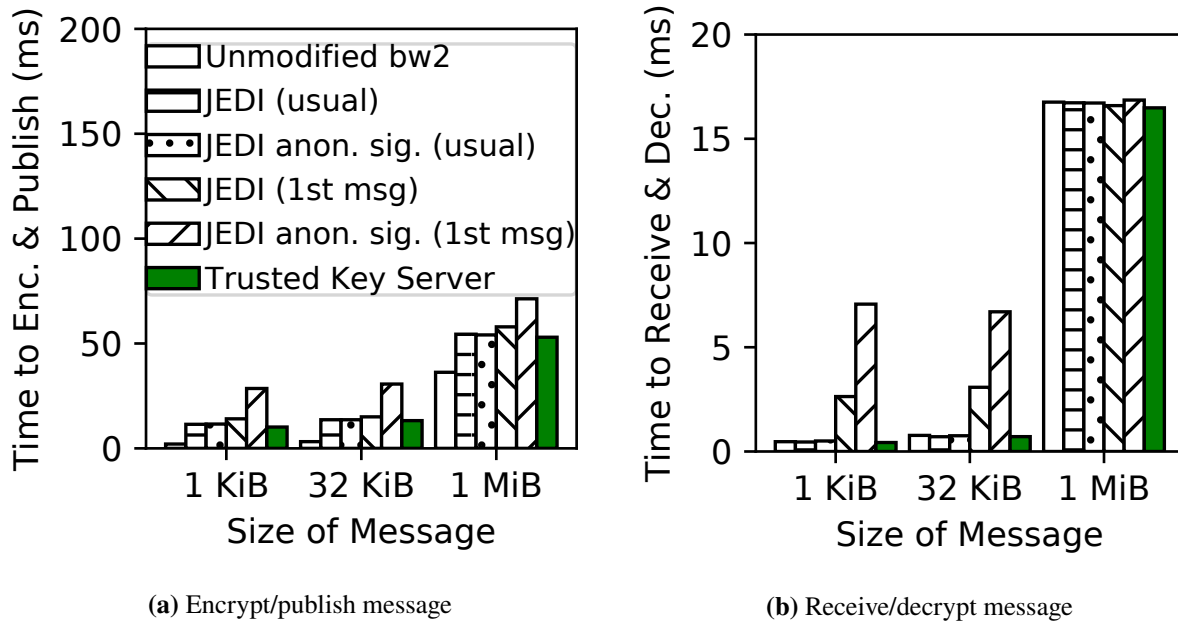 Time to Enc. & Publish (ms)
200
150
100
50
0
Unmodified bw2
JEDI (usual)
JEDI anon. sig. (usual)
JEDI (1st msg)
JEDI anon. sig. (1st msg)
Trusted Key Server
1 KiB 32 KiB 1 MiB
Size of Message
(a) Encrypt/publish message
Time to Receive & Dec. (ms)
20
15
10
5
0
1 KiB 32 KiB 1 MiB
Size of Message
(b) Receive/decrypt message